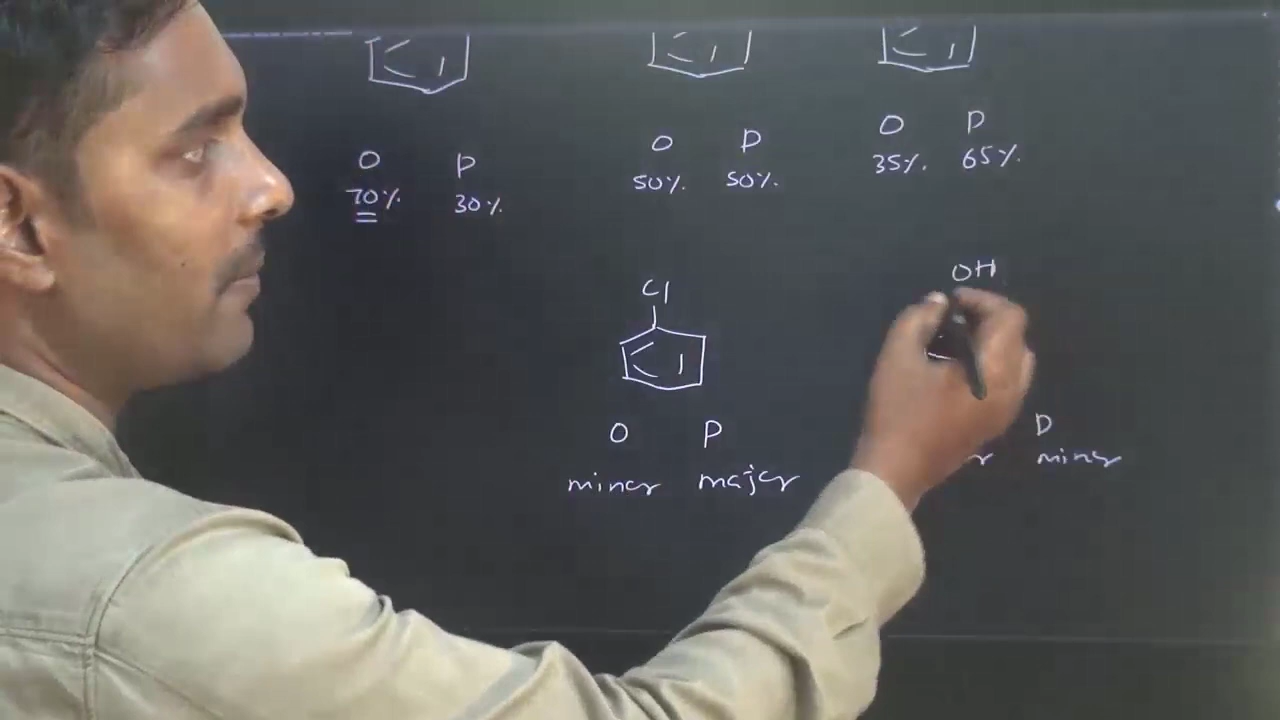 O P
70% 30%
O P
50% 50%
O P
35% 65%
Cl
O P
minor major
OH
P
minor